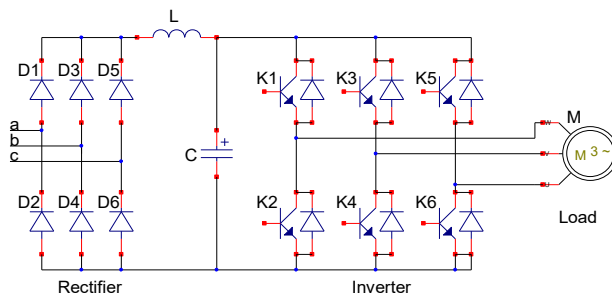 L
D1 D3 D5
K1 K3 K5
a
b
c
C
+
M
W
V
U
M 3 ~
D2 D4 D6
K2 K4 K6
Load
Rectifier
Inverter